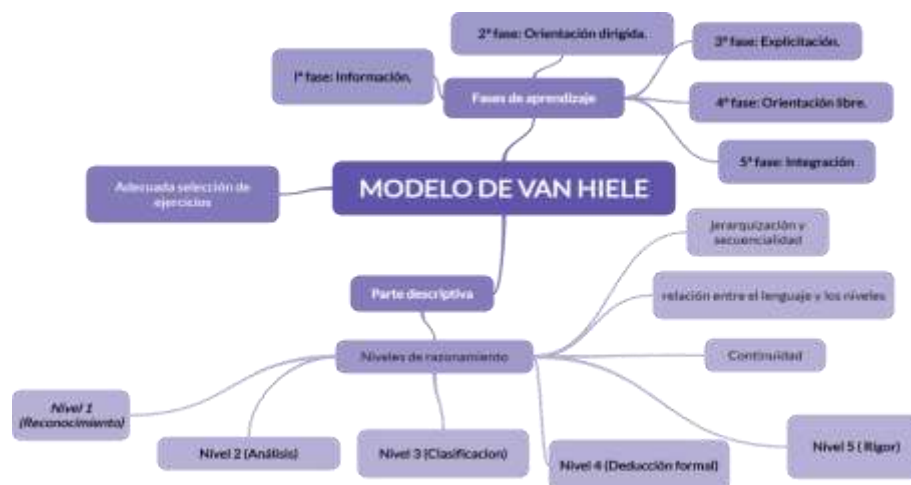 2ª fase: Orientación dirigida.
3ª fase: Explicitación.
1ª fase: Información.
Fases de aprendizaje
4ª fase: Orientación libre.
5ª fase: Integración
Adecuada selección de
ejercicios
MODELO DE VAN HIELE
Jerarquización y
secuencialidad
Parte descriptiva
relación entre el lenguaje y los niveles
Niveles de razonamiento
Continuidad
Nivel 1
(Reconocimiento)
Nivel 2 (Análisis)
Nivel 3 (Clasificacion)
Nivel 4 (Deducción formal)
Nivel 5 ( Rigor)